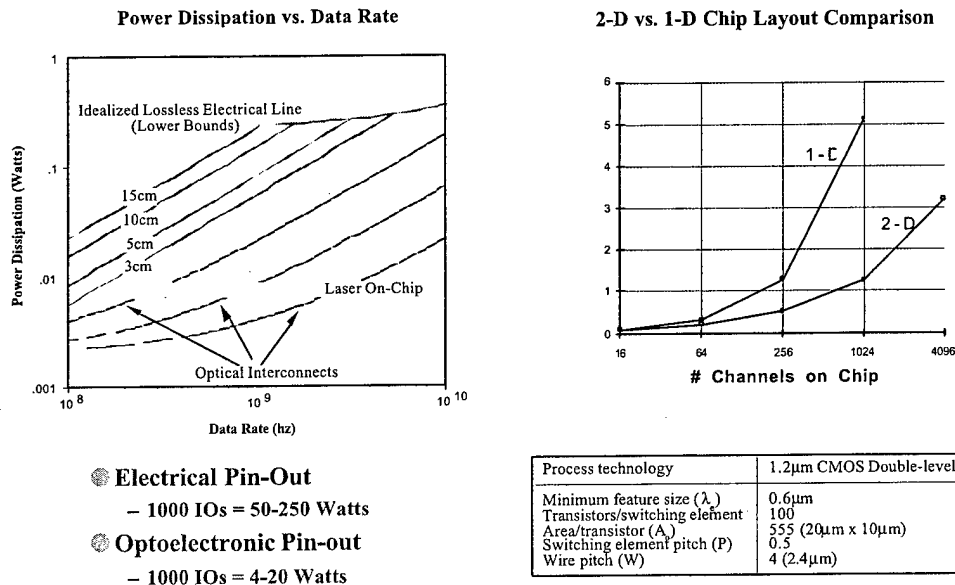 Power Dissipation vs. Data Rate
1
Idealized Lossless Electrical Line
(Lower Bounds)
.1
15cm
10cm
5cm
3cm
.01
Laser On-Chip
Optical Interconnects
.001
10 8
10 9
10 10
Power Dissipation (Watts)
Data Rate (hz)
Electrical Pin-Out
– 1000 IOs = 50-250 Watts
Optoelectronic Pin-out
– 1000 IOs = 4-20 Watts
2-D vs. 1-D Chip Layout Comparison
6
5
4
3
2
1
0
1-D
2-D
16
64
256
1024
4096
# Channels on Chip
Process technology 1.2µm CMOS Double-level
Minimum feature size (λe) 0.6µm
Transistors/switching element 100
Area/transistor (Ae) 555 (20µm x 10µm)
Switching element pitch (P) 0.5
Wire pitch (W) 4 (2.4µm)